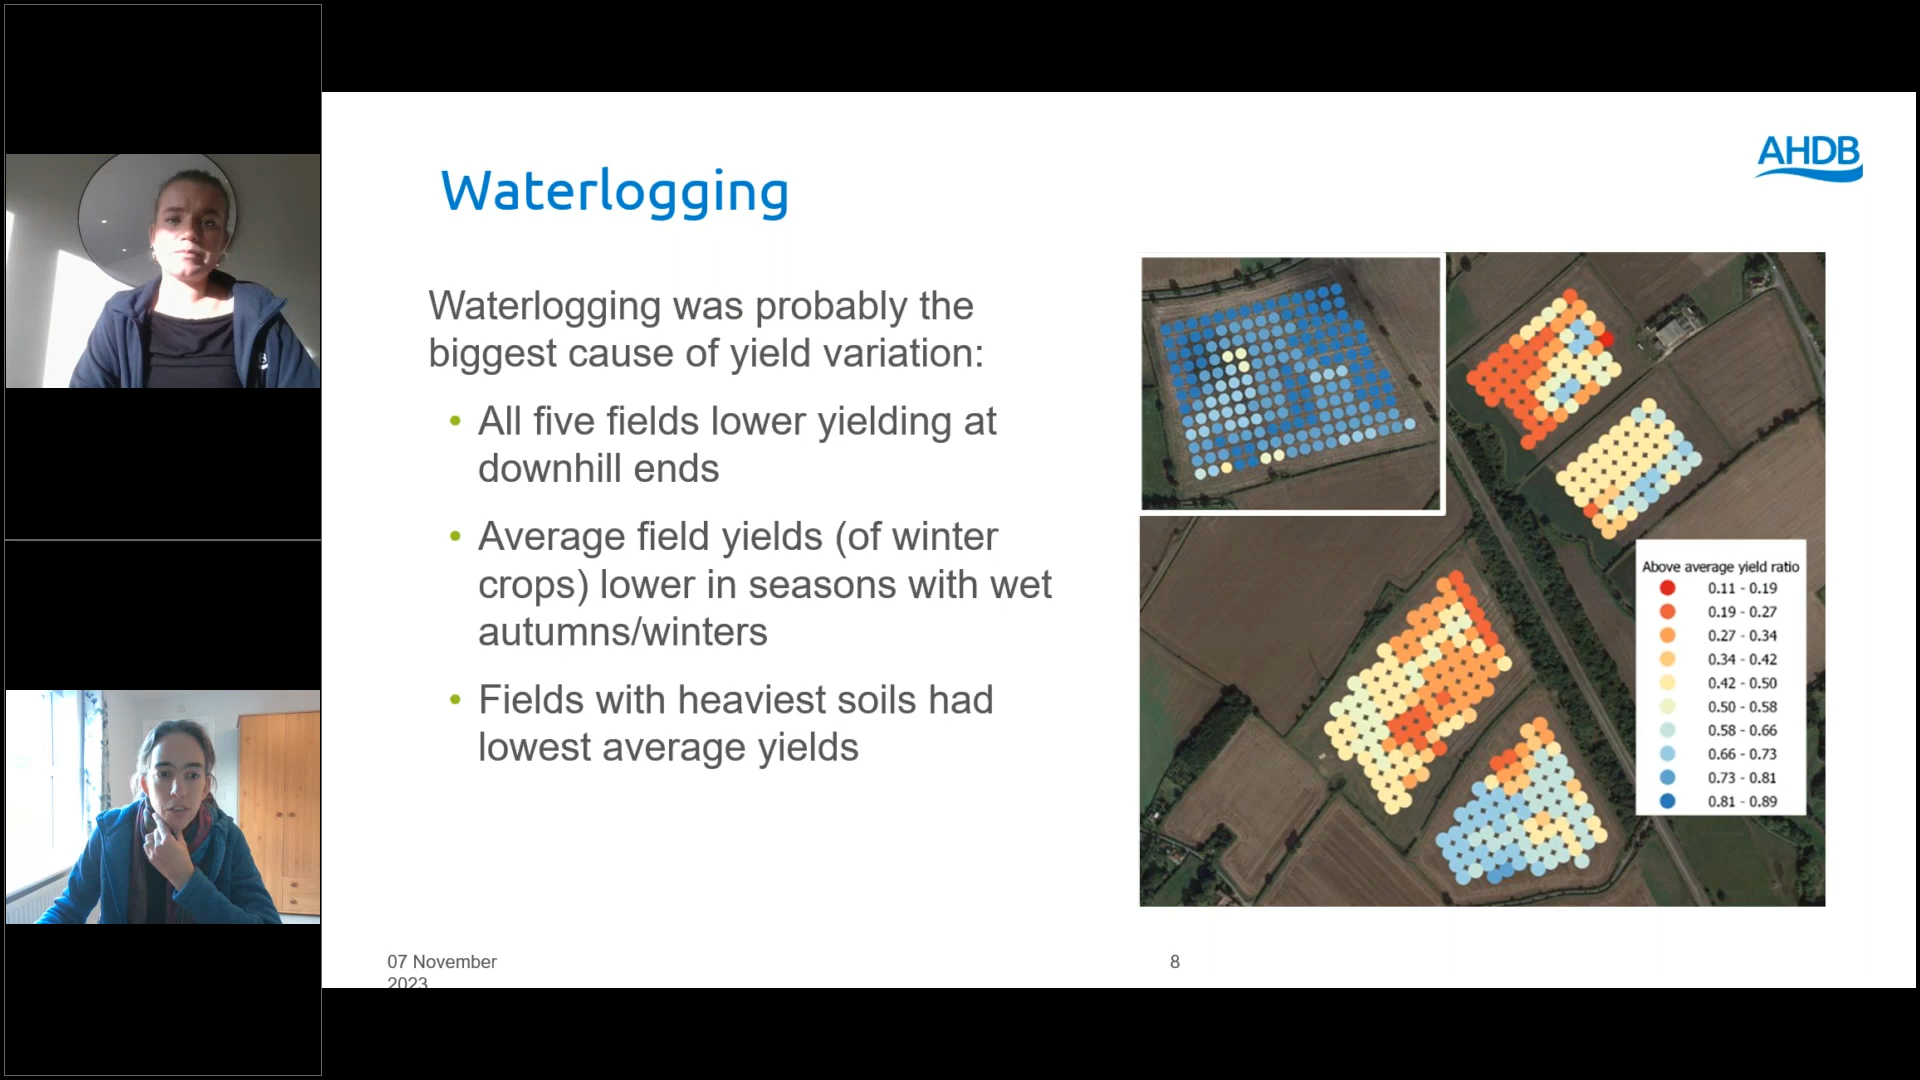 AHDB
Waterlogging
Waterlogging was probably the
biggest cause of yield variation:
• All five fields lower yielding at
downhill ends
• Average field yields (of winter
crops) lower in seasons with wet
autumns/winters
• Fields with heaviest soils had
lowest average yields
Above average yield ratio
0.11 - 0.19
0.19 - 0.27
0.27 - 0.34
0.34 - 0.42
0.42 - 0.50
0.50 - 0.58
0.58 - 0.66
0.66 - 0.73
0.73 - 0.81
0.81 - 0.89
07 November
2023
8